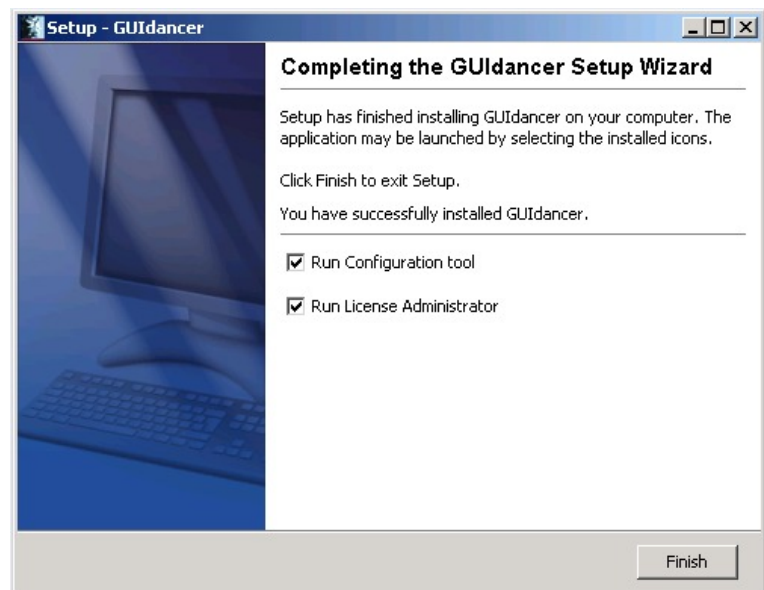 Setup - GUIdancer
Completing the GUIdancer Setup Wizard
Setup has finished installing GUIdancer on your computer. The
application may be launched by selecting the installed icons.
Click Finish to exit Setup.
You have successfully installed GUIdancer.
Run Configuration tool
Run License Administrator
Finish